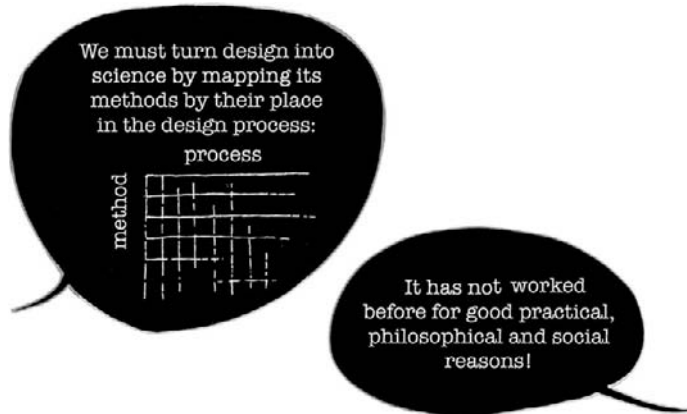 We must turn design into
science by mapping its
methods by their place
in the design process:
process
method
It has not worked
before for good practical,
philosophical and social
reasons!